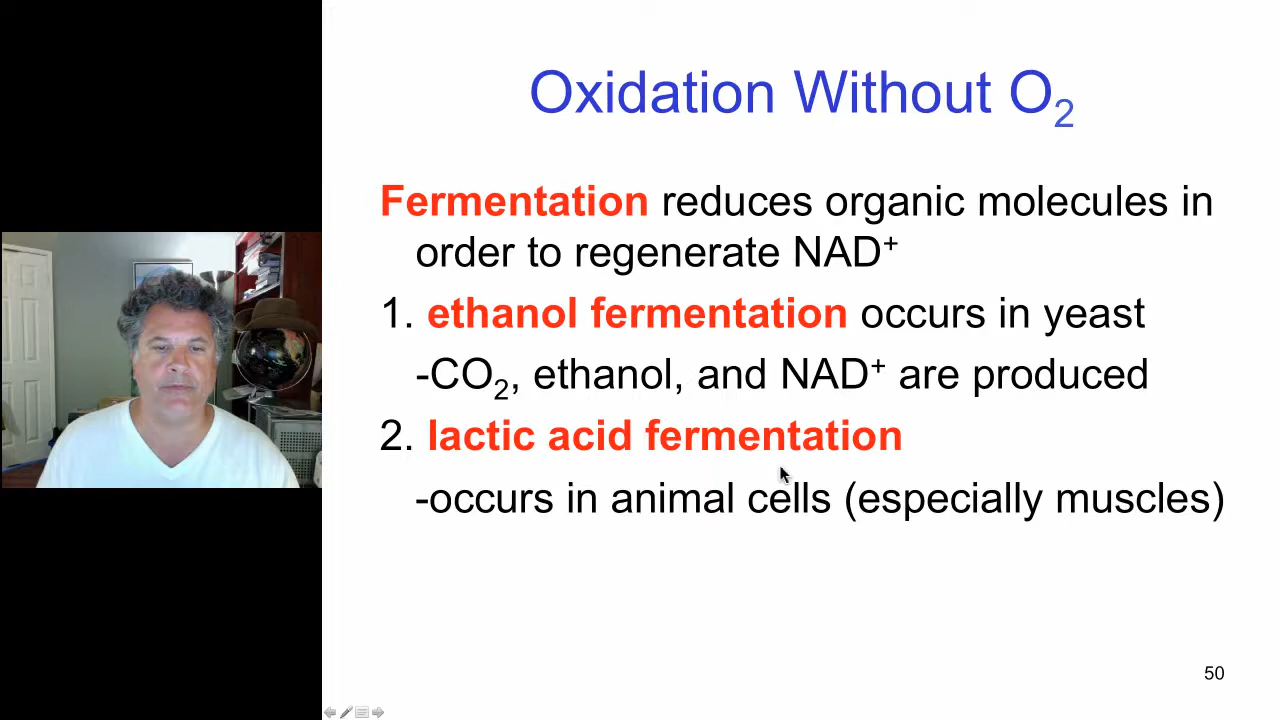 Oxidation Without O₂
Fermentation reduces organic molecules in
order to regenerate NAD⁺
1. ethanol fermentation occurs in yeast
-CO₂, ethanol, and NAD⁺ are produced
2. lactic acid fermentation
-occurs in animal cells (especially muscles)
50